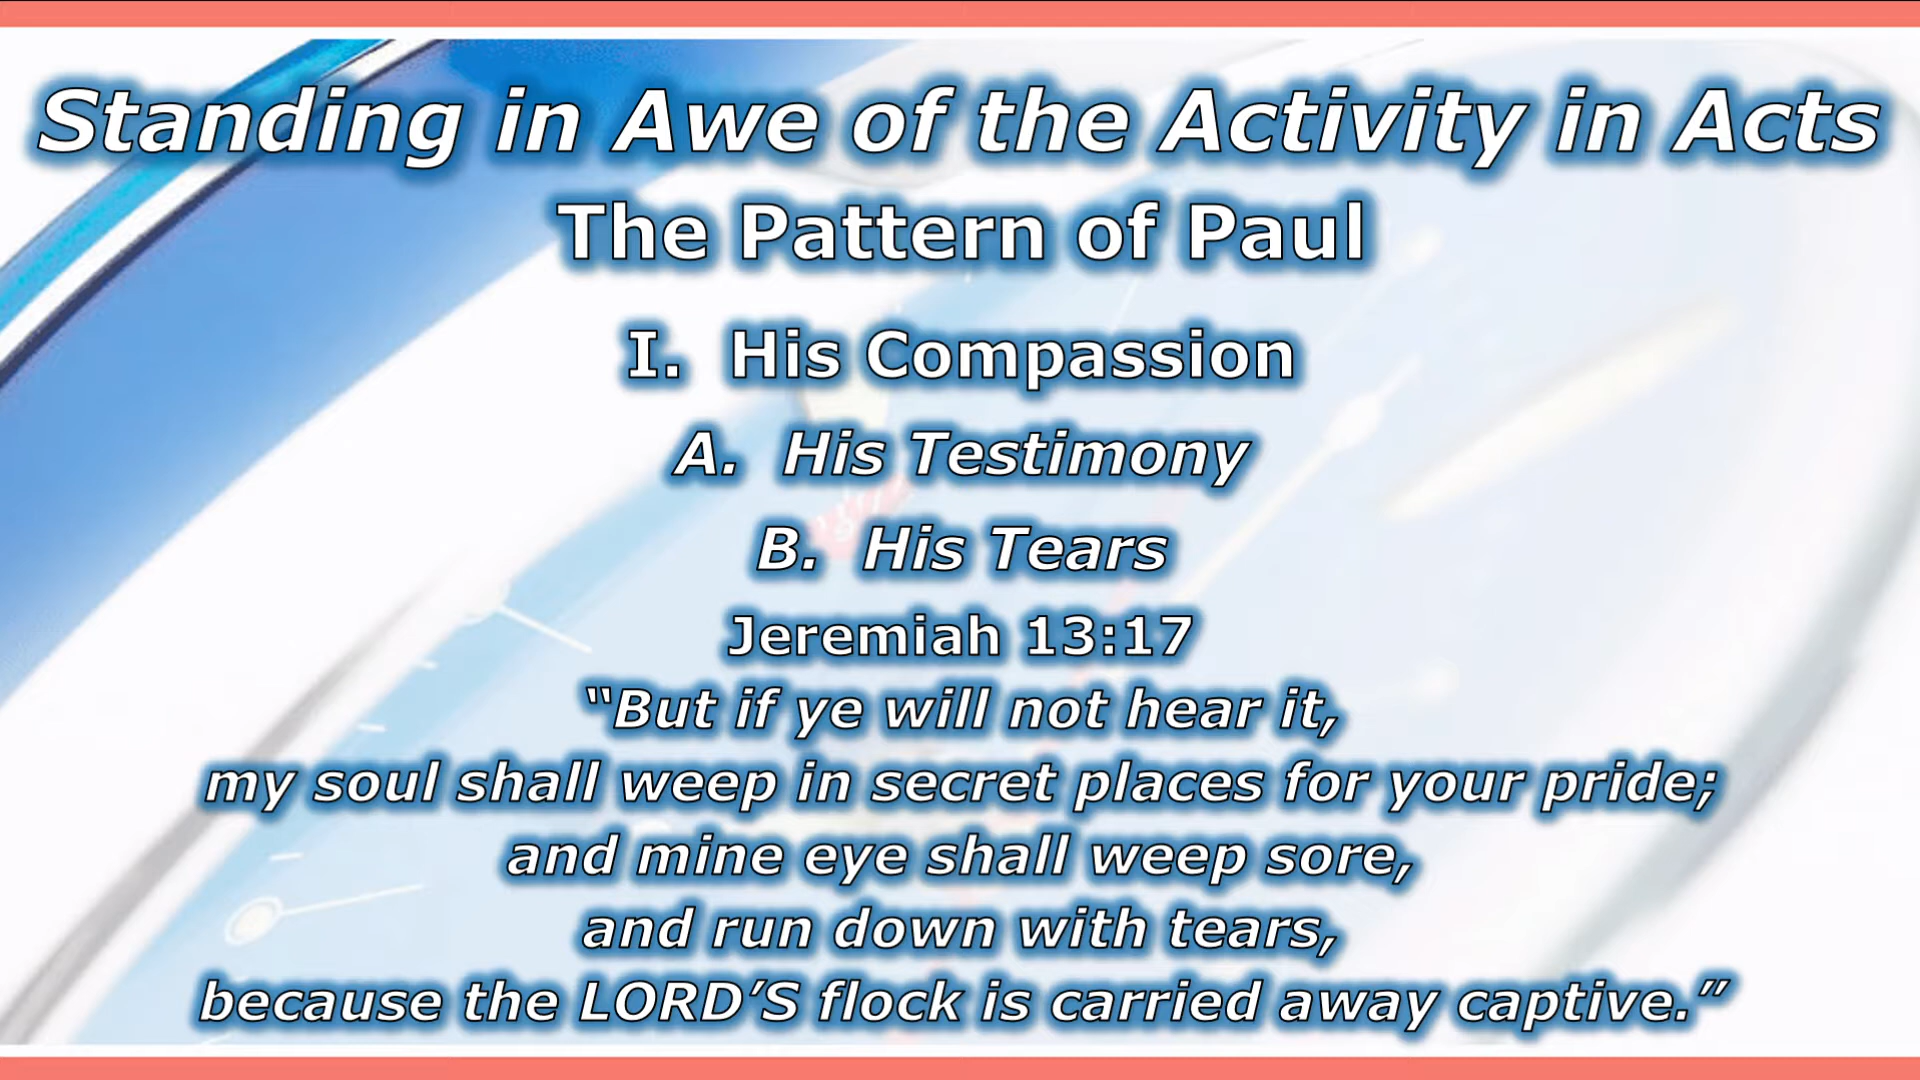 Standing in Awe of the Activity in Acts
The Pattern of Paul
I. His Compassion
A. His Testimony
B. His Tears
Jeremiah 13:17
“But if ye will not hear it,
my soul shall weep in secret places for your pride;
and mine eye shall weep sore,
and run down with tears,
because the LORD’S flock is carried away captive.”